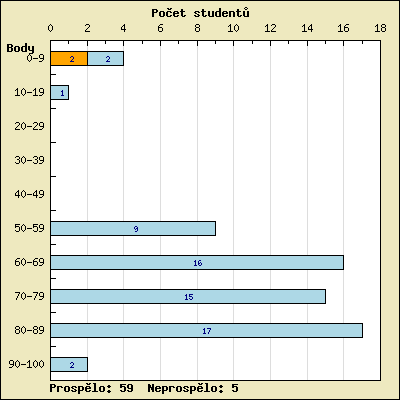 Počet studentů
0 2 4 6 8 10 12 14 16 18
Body
0-9 2 2
10-19 1
20-29
30-39
40-49
50-59 9
60-69 16
70-79 15
80-89 17
90-100 2
Prospělo: 59 Neprospělo: 5